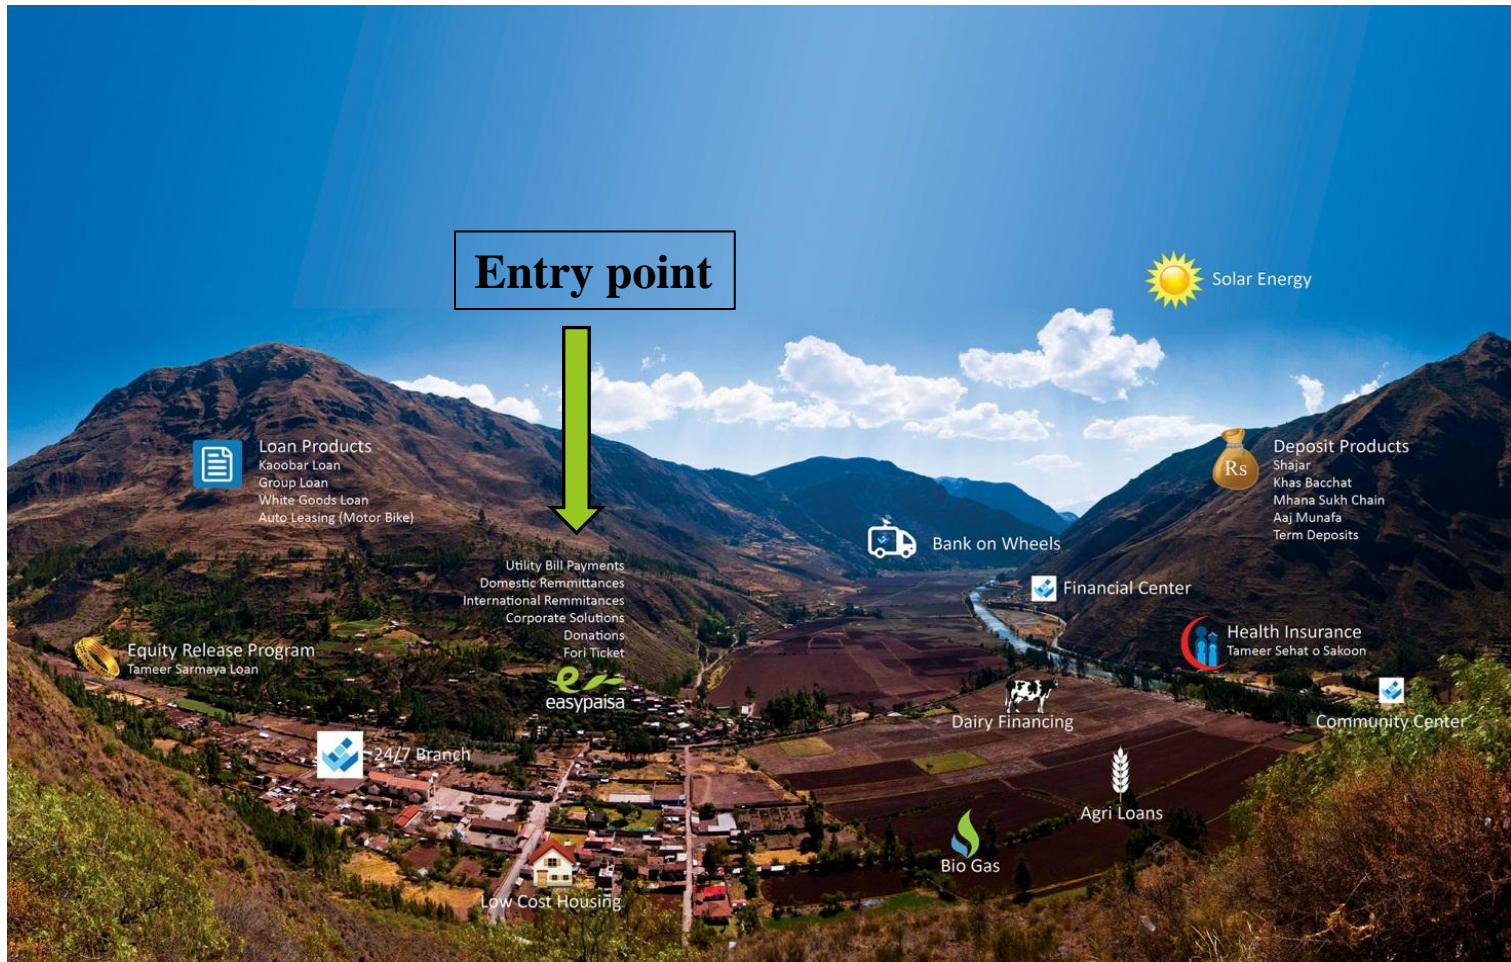 Entry point
Solar Energy
Loan Products
Kaoobar Loan
Group Loan
White Goods Loan
Auto Leasing (Motor Bike)
Rs
Deposit Products
Shajar
Khas Bacchat
Mhana Sukh Chain
Aaj Munafa
Term Deposits
Bank on Wheels
Utility Bill Payments
Domestic Remmittances
International Remmitances
Corporate Solutions
Donations
Fori Ticket
easypaisa
Financial Center
Equity Release Program
Tameer Sarmaya Loan
Health Insurance
Tameer Sehat o Sakoon
Dairy Financing
Community Center
24/7 Branch
Agri Loans
Bio Gas
Low Cost Housing